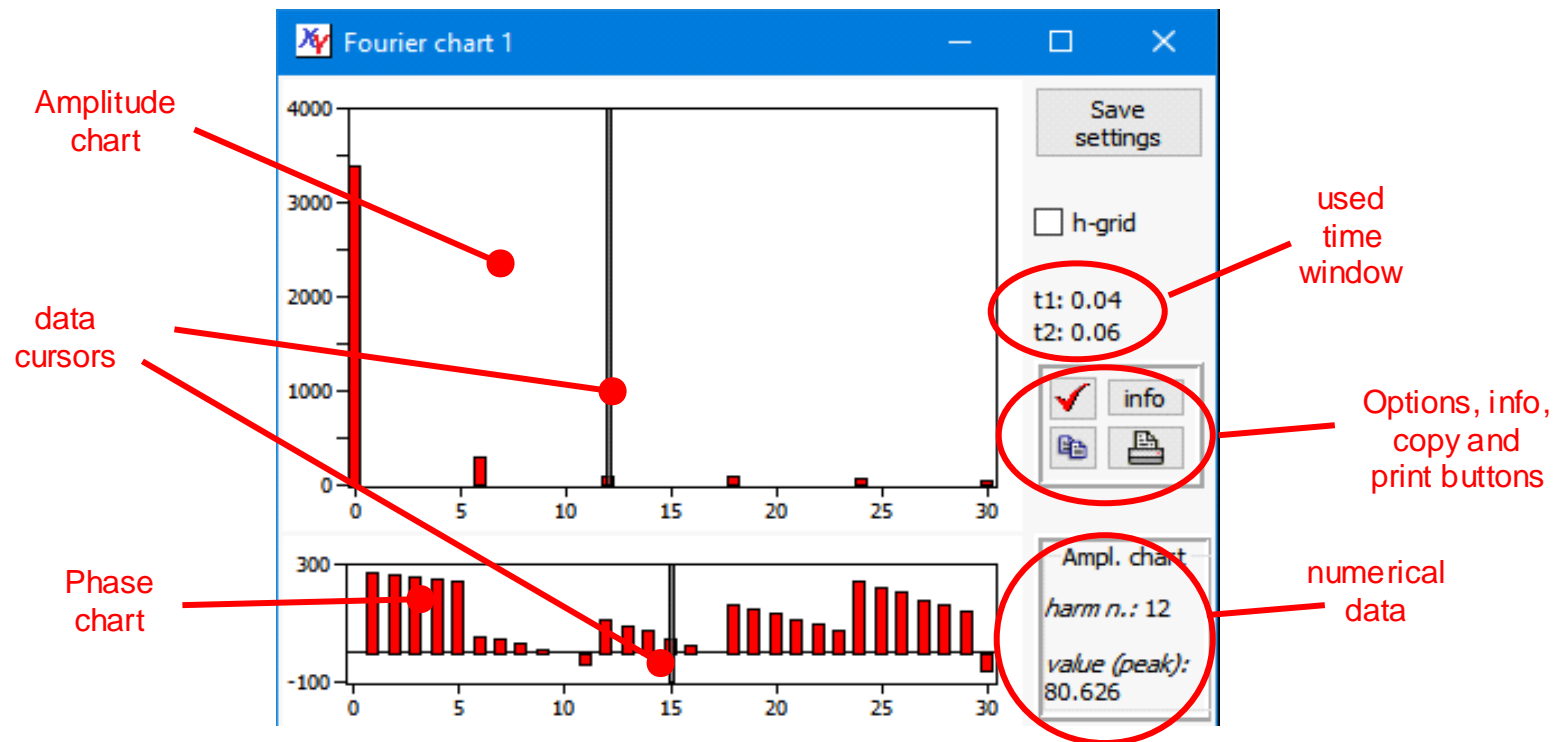 XY Fourier chart 1
Amplitude
chart
4000
3000
2000
1000
0
0 5 10 15 20 25 30
Save
settings
h-grid
t1: 0.04
t2: 0.06
used
time
window
data
cursors
info
Options, info,
copy and
print buttons
Phase
chart
300
-100
0 5 10 15 20 25 30
Ampl. chart
harm n.: 12
value (peak):
80.626
numerical
data